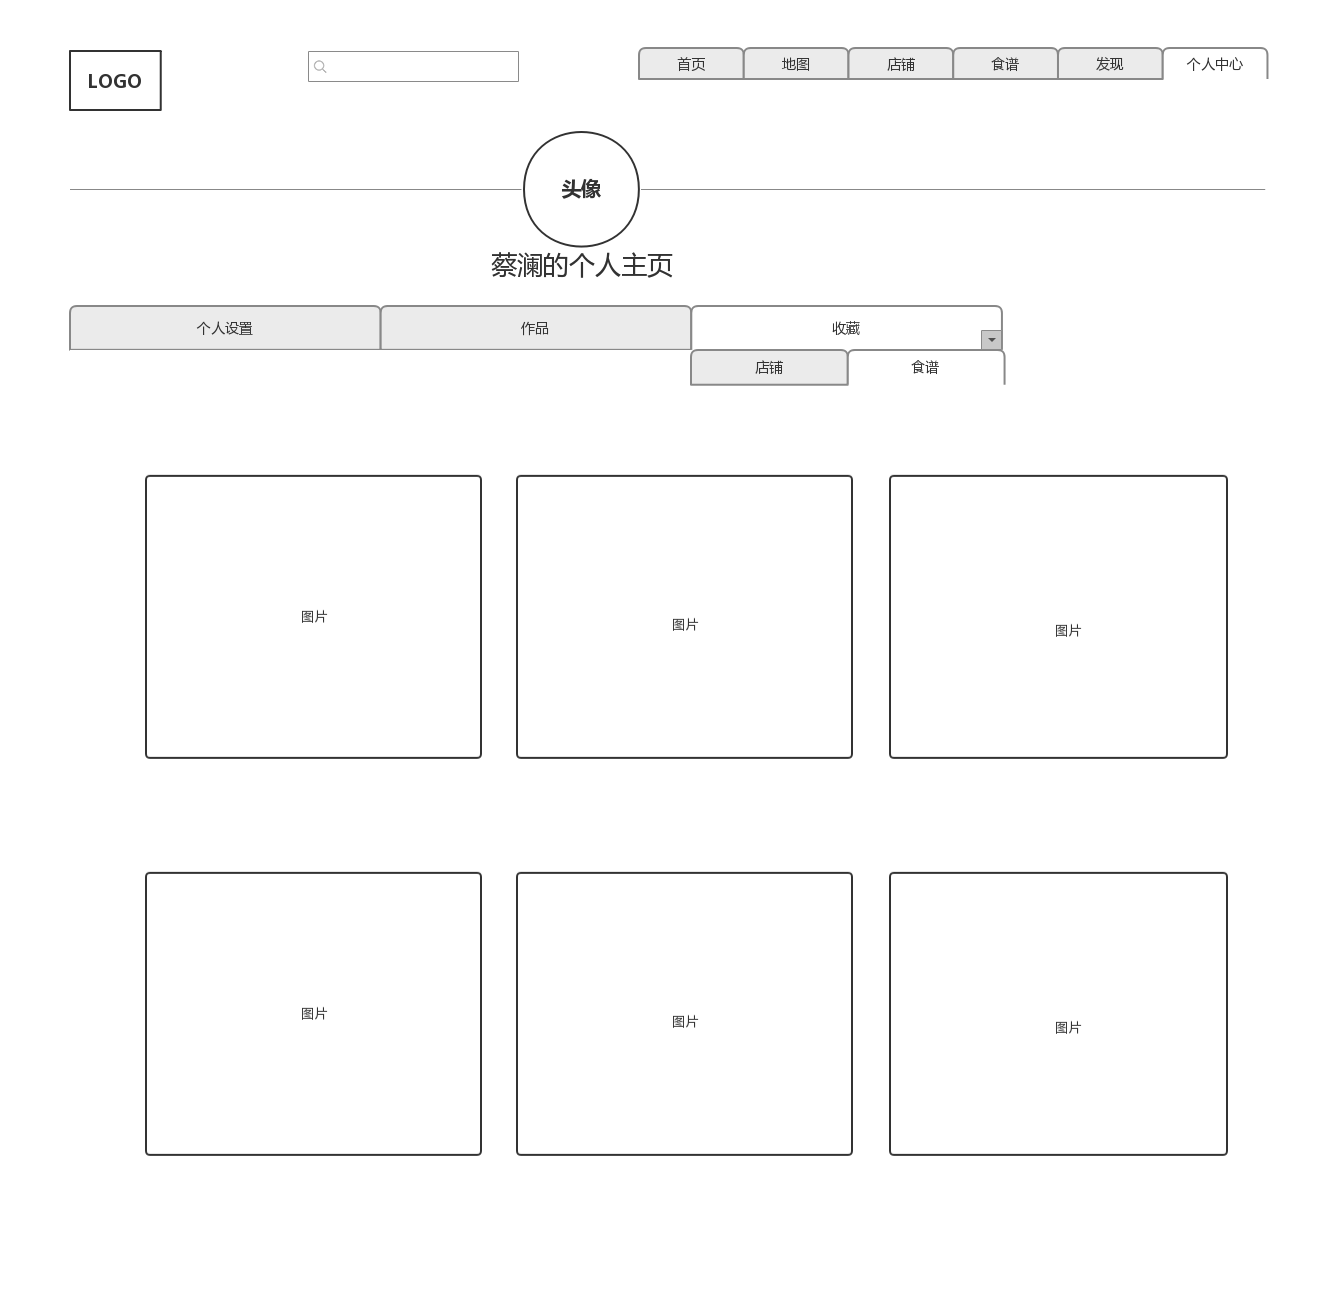 LOGO
首页 地图 店铺 食谱 发现 个人中心
头像
蔡澜的个人主页
个人设置 作品 收藏
店铺 食谱
图片 图片 图片
图片 图片 图片